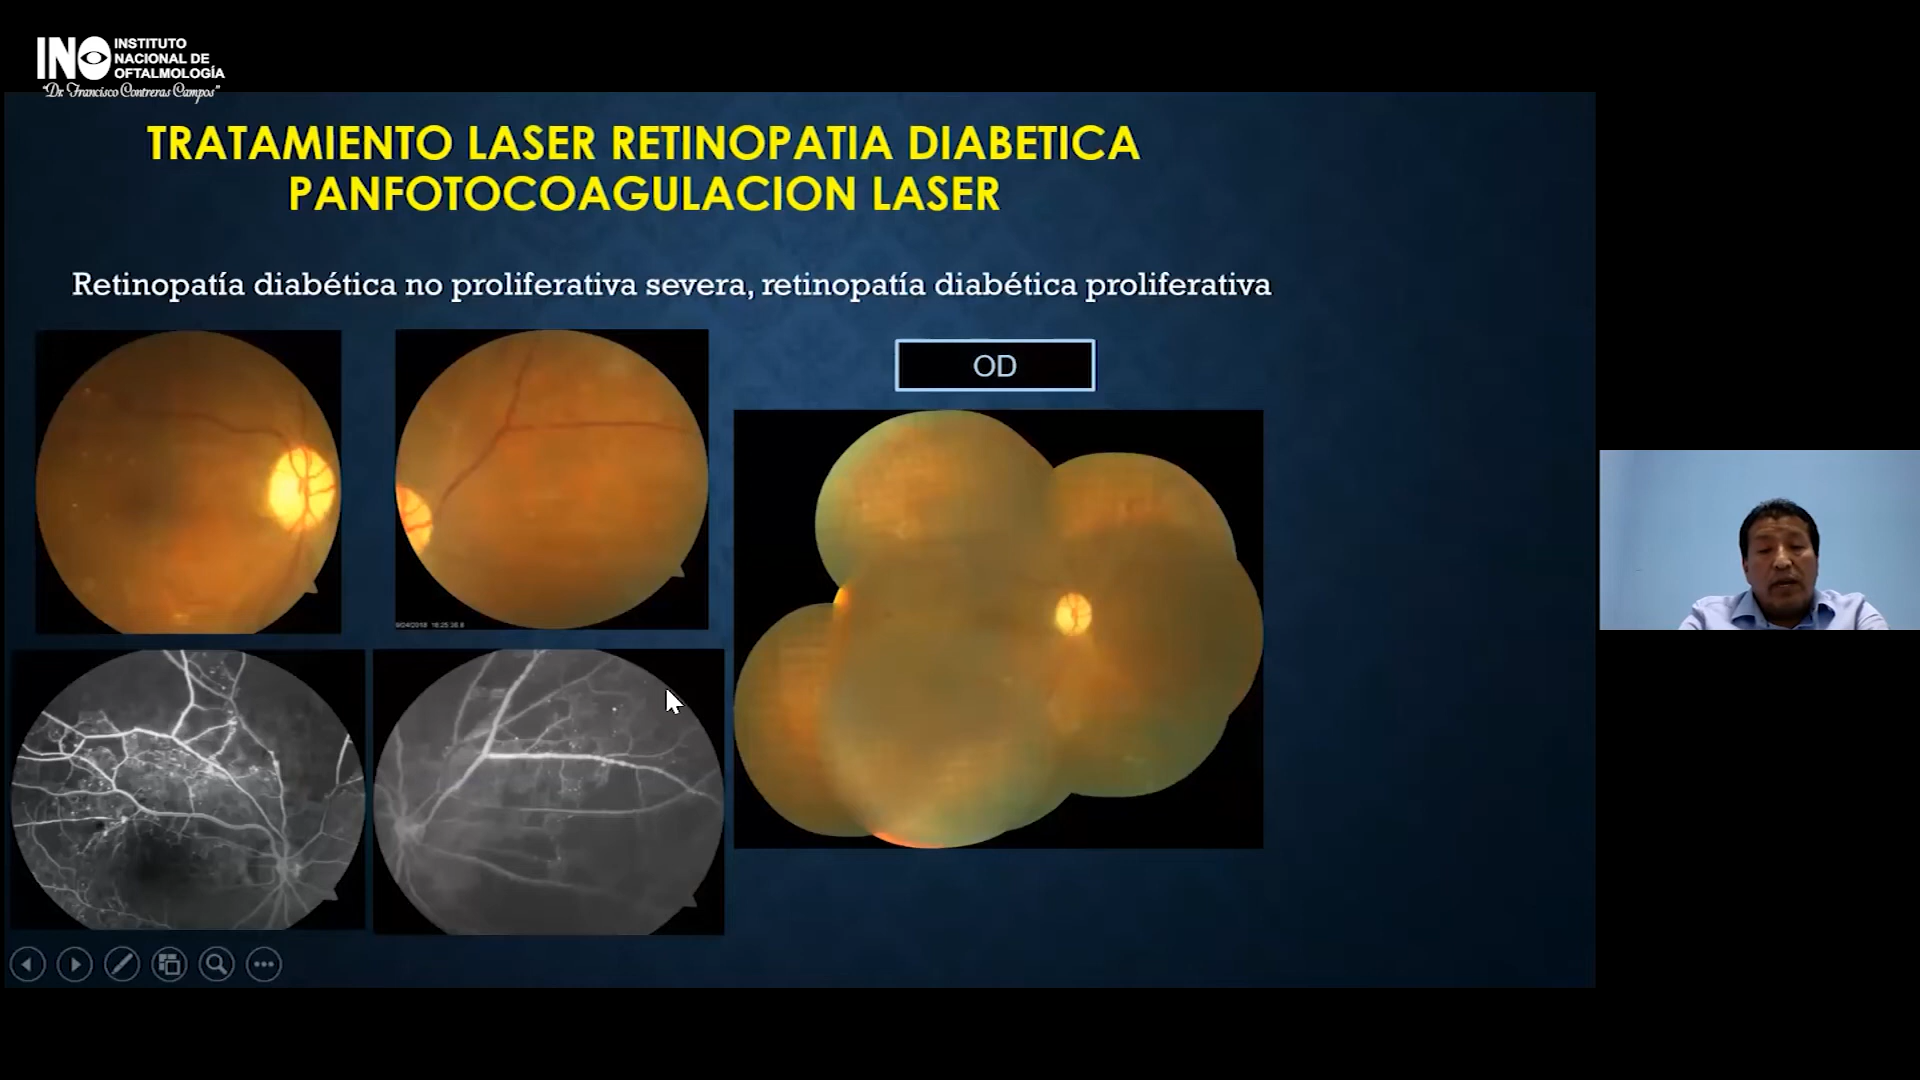 INO INSTITUTO
NACIONAL DE
OFTALMOLOGÍA
"Dr. Francisco Contreras Campos"
TRATAMIENTO LASER RETINOPATIA DIABETICA
PANFOTOCOAGULACION LASER
Retinopatía diabética no proliferativa severa, retinopatía diabética proliferativa
OD